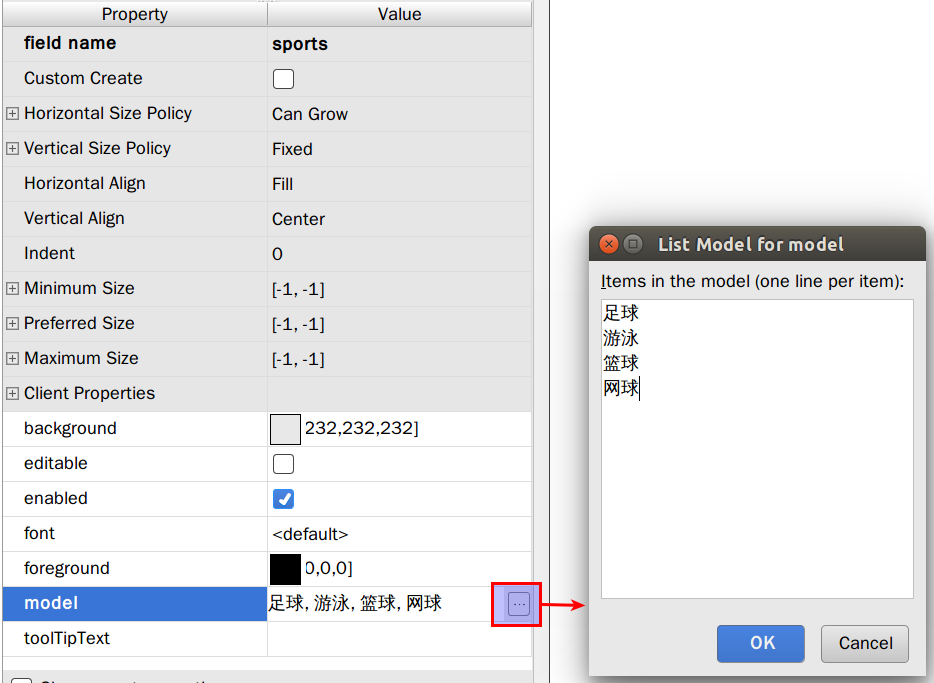 Property Value
field name sports
Custom Create
Horizontal Size Policy Can Grow
Vertical Size Policy Fixed
Horizontal Align Fill
Vertical Align Center
Indent 0
Minimum Size [-1, -1]
Preferred Size [-1, -1]
Maximum Size [-1, -1]
Client Properties
background 232,232,232]
editable
enabled
font <default>
foreground 0,0,0]
model 足球, 游泳, 篮球, 网球 ...
toolTipText
List Model for model
Items in the model (one line per item):
足球
游泳
篮球
网球
OK Cancel